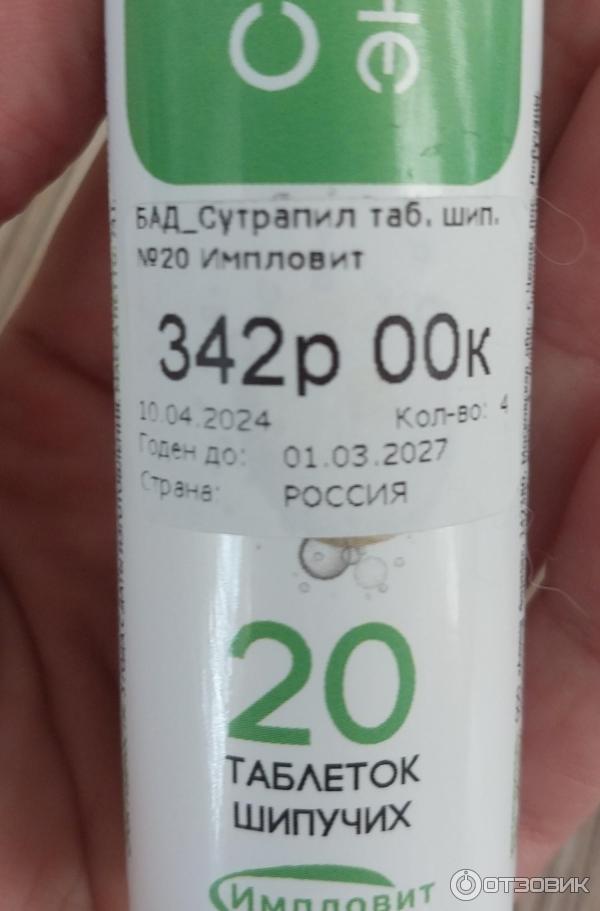 С
не
БАД_Сутрапил таб. шип.
№20 Импловит
342р 00к
10.04.2024 Кол-во: 4
Годен до: 01.03.2027
Страна: РОССИЯ
20
ТАБЛЕТОК
ШИПУЧИХ
Импловит
ОТЗОВИК